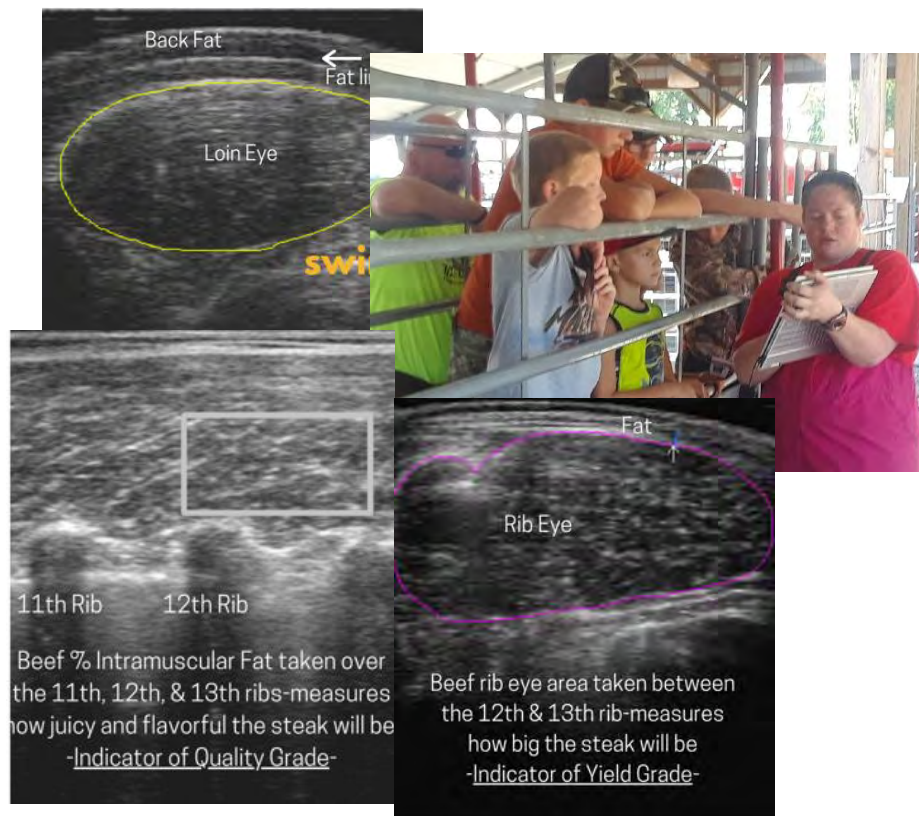 Back Fat
Loin Eye
11th Rib
12th Rib
Beef % Intramuscular Fat taken over
the 11th, 12th, & 13th ribs-measures
how juicy and flavorful the steak will be
-Indicator of Quality Grade-
Fat
Rib Eye
Beef rib eye area taken between
the 12th & 13th rib-measures
how big the steak will be
-Indicator of Yield Grade-